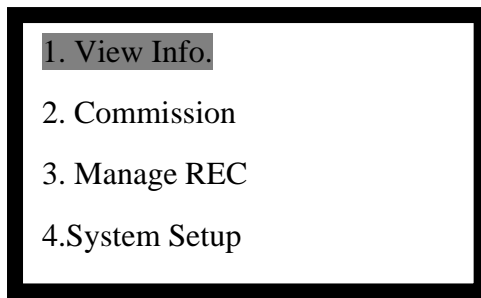 1. View Info.
2. Commission
3. Manage REC
4.System Setup